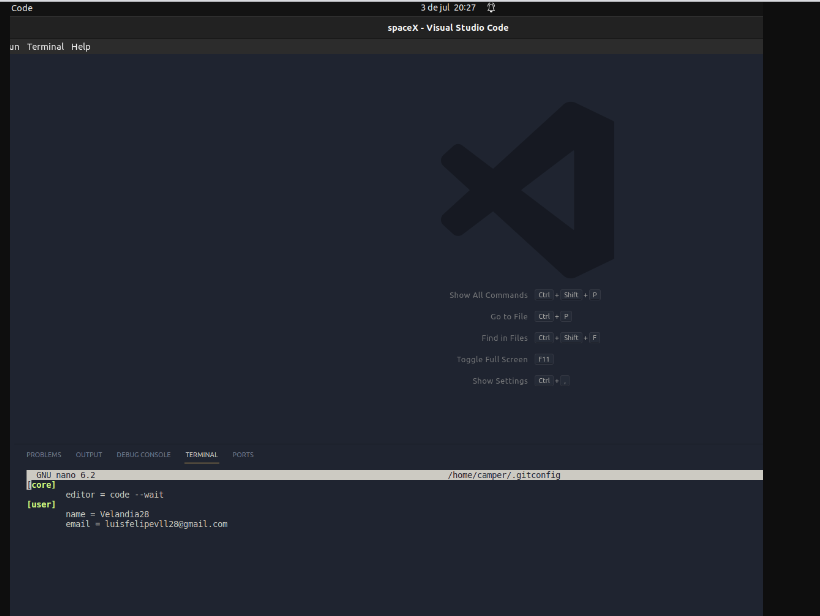 Code 3 de jul 20:27
spaceX - Visual Studio Code
un Terminal Help
Show All Commands Ctrl + Shift + P
Go to File Ctrl + P
Find in Files Ctrl + Shift + F
Toggle Full Screen F11
Show Settings Ctrl + ,
PROBLEMS OUTPUT DEBUG CONSOLE TERMINAL PORTS
GNU nano 6.2 /home/camper/.gitconfig
[core]
editor = code --wait
[user]
name = Velandia28
email = luisfelipevll28@gmail.com